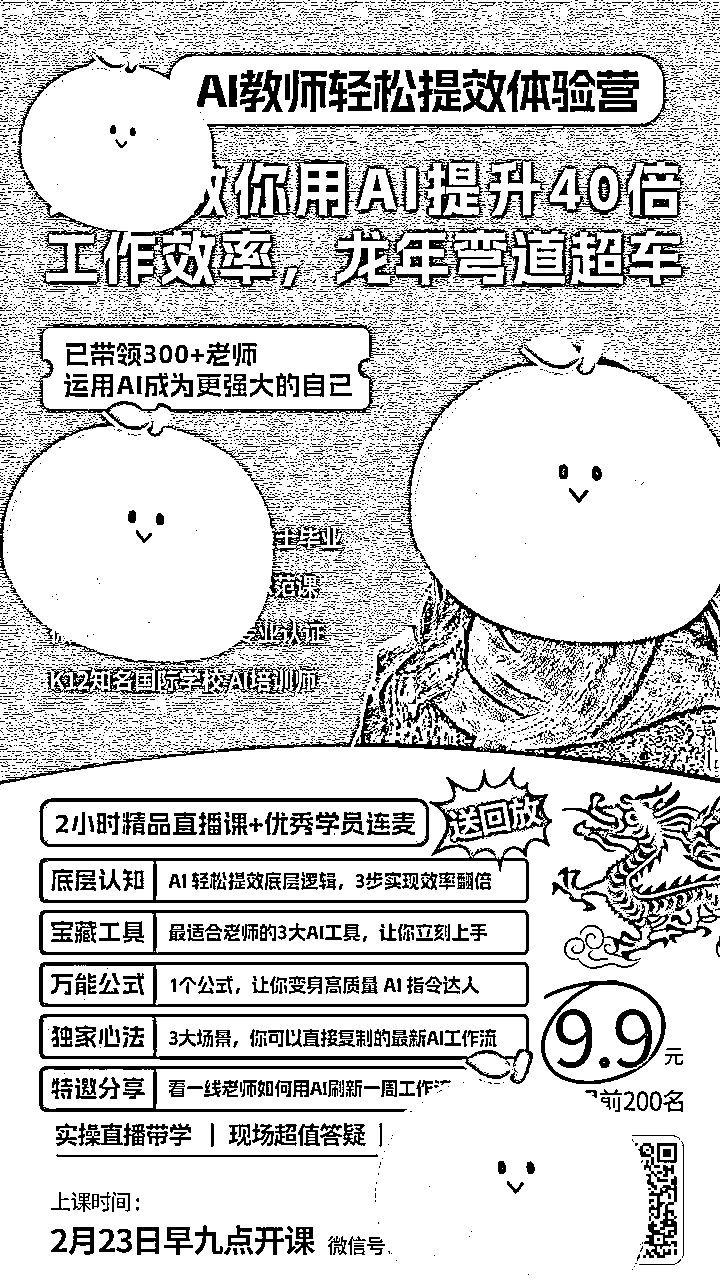 AI教师轻松提效体验营
教你用AI提升40倍
工作效率，龙年弯道超车
已带领300+老师
运用AI成为更强大的自己
士毕业
范课
业认证
K12知名国际学校AI培训师
2小时精品直播课+优秀学员连麦
送回放
底层认知 AI 轻松提效底层逻辑，3步实现效率翻倍
宝藏工具 最适合老师的3大AI工具，让你立刻上手
万能公式 1个公式，让你变身高质量 AI 指令达人
独家心法 3大场景，你可以直接复制的最新AI工作流
特邀分享 看一线老师如何用AI刷新一周工作流
9.9元
前200名
实操直播带学 | 现场超值答疑 |
上课时间：
2月23日早九点开课 微信号